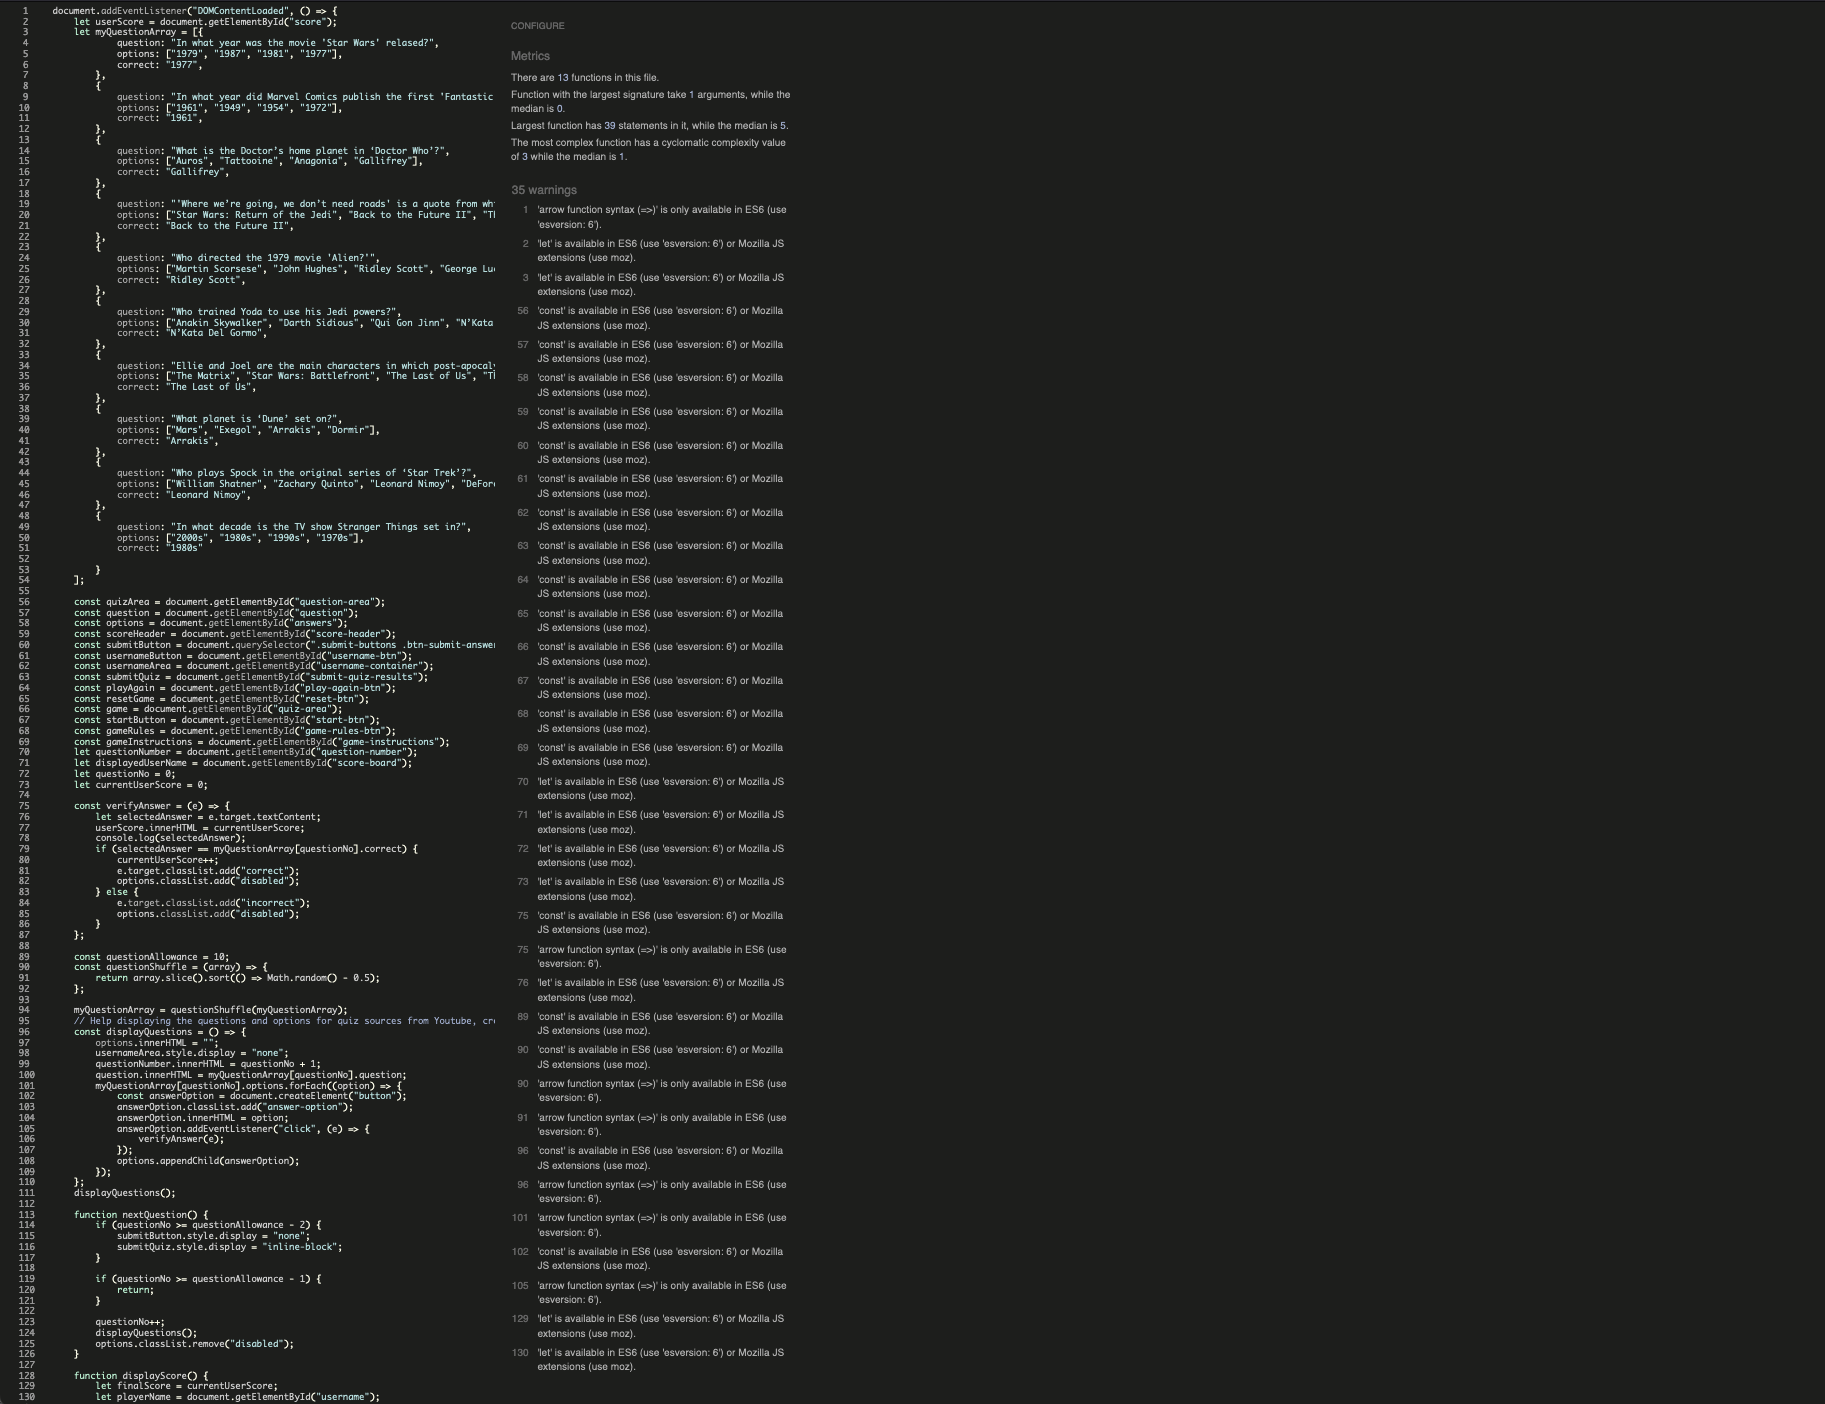 1 document.addEventListener("DOMContentLoaded", () => {
2 let userScore = document.getElementById("score");
3 let myQuestionArray = [{
4 question: "In what year was the movie 'Star Wars' relased?",
5 options: ["1979", "1987", "1981", "1977"],
6 correct: "1977",
7 },
8 {
9 question: "In what year did Marvel Comics publish the first 'Fantastic
10 options: ["1961", "1949", "1954", "1972"],
11 correct: "1961",
12 },
13 {
14 question: "What is the Doctor’s home planet in ‘Doctor Who’?",
15 options: ["Auros", "Tattooine", "Anagonia", "Gallifrey"],
16 correct: "Gallifrey",
17 },
18 {
19 question: "'Where we’re going, we don’t need roads' is a quote from wh
20 options: ["Star Wars: Return of the Jedi", "Back to the Future II", "Th
21 correct: "Back to the Future II",
22 },
23 {
24 question: "Who directed the 1979 movie 'Alien?'",
25 options: ["Martin Scorsese", "John Hughes", "Ridley Scott", "George Lu
26 correct: "Ridley Scott",
27 },
28 {
29 question: "Who trained Yoda to use his Jedi powers?",
30 options: ["Anakin Skywalker", "Darth Sidious", "Qui Gon Jinn", "N’Kata
31 correct: "N’Kata Del Gormo",
32 },
33 {
34 question: "Ellie and Joel are the main characters in which post-apocaly
35 options: ["The Matrix", "Star Wars: Battlefront", "The Last of Us", "Th
36 correct: "The Last of Us",
37 },
38 {
39 question: "What planet is ‘Dune’ set on?",
40 options: ["Mars", "Exegol", "Arrakis", "Dormir"],
41 correct: "Arrakis",
42 },
43 {
44 question: "Who plays Spock in the original series of ‘Star Trek’?",
45 options: ["William Shatner", "Zachary Quinto", "Leonard Nimoy", "DeFore
46 correct: "Leonard Nimoy",
47 },
48 {
49 question: "In what decade is the TV show Stranger Things set in?",
50 options: ["2000s", "1980s", "1990s", "1970s"],
51 correct: "1980s"
52
53 }
54 ];
55
56 const quizArea = document.getElementById("question-area");
57 const question = document.getElementById("question");
58 const options = document.getElementById("answers");
59 const scoreHeader = document.getElementById("score-header");
60 const submitButton = document.querySelector(".submit-buttons .btn-submit-answer
61 const usernameButton = document.getElementById("username-btn");
62 const usernameArea = document.getElementById("username-container");
63 const submitQuiz = document.getElementById("submit-quiz-results");
64 const playAgain = document.getElementById("play-again-btn");
65 const resetGame = document.getElementById("reset-btn");
66 const game = document.getElementById("quiz-area");
67 const startButton = document.getElementById("start-btn");
68 const gameRules = document.getElementById("game-rules-btn");
69 const gameInstructions = document.getElementById("game-instructions");
70 let questionNumber = document.getElementById("question-number");
71 let displayedUserName = document.getElementById("score-board");
72 let questionNo = 0;
73 let currentUserScore = 0;
74
75 const verifyAnswer = (e) => {
76 let selectedAnswer = e.target.textContent;
77 userScore.innerHTML = currentUserScore;
78 console.log(selectedAnswer);
79 if (selectedAnswer == myQuestionArray[questionNo].correct) {
80 currentUserScore++;
81 e.target.classList.add("correct");
82 options.classList.add("disabled");
83 } else {
84 e.target.classList.add("incorrect");
85 options.classList.add("disabled");
86 }
87 };
88
89 const questionAllowance = 10;
90 const questionShuffle = (array) => {
91 return array.slice().sort(() => Math.random() - 0.5);
92 };
93
94 myQuestionArray = questionShuffle(myQuestionArray);
95 // Help displaying the questions and options for quiz sources from Youtube, cre
96 const displayQuestions = () => {
97 options.innerHTML = "";
98 usernameArea.style.display = "none";
99 questionNumber.innerHTML = questionNo + 1;
100 question.innerHTML = myQuestionArray[questionNo].question;
101 myQuestionArray[questionNo].options.forEach((option) => {
102 const answerOption = document.createElement("button");
103 answerOption.classList.add("answer-option");
104 answerOption.innerHTML = option;
105 answerOption.addEventListener("click", (e) => {
106 verifyAnswer(e);
107 });
108 options.appendChild(answerOption);
109 });
110 };
111 displayQuestions();
112
113 function nextQuestion() {
114 if (questionNo >= questionAllowance - 2) {
115 submitButton.style.display = "none";
116 submitQuiz.style.display = "inline-block";
117 }
118
119 if (questionNo >= questionAllowance - 1) {
120 return;
121 }
122
123 questionNo++;
124 displayQuestions();
125 options.classList.remove("disabled");
126 }
127
128 function displayScore() {
129 let finalScore = currentUserScore;
130 let playerName = document.getElementById("username");
CONFIGURE
Metrics
There are 13 functions in this file.
Function with the largest signature take 1 arguments, while the
median is 0.
Largest function has 39 statements in it, while the median is 5.
The most complex function has a cyclomatic complexity value
of 3 while the median is 1.
35 warnings
1 'arrow function syntax (=>)' is only available in ES6 (use
'esversion: 6').
2 'let' is available in ES6 (use 'esversion: 6') or Mozilla JS
extensions (use moz).
3 'let' is available in ES6 (use 'esversion: 6') or Mozilla JS
extensions (use moz).
56 'const' is available in ES6 (use 'esversion: 6') or Mozilla
JS extensions (use moz).
57 'const' is available in ES6 (use 'esversion: 6') or Mozilla
JS extensions (use moz).
58 'const' is available in ES6 (use 'esversion: 6') or Mozilla
JS extensions (use moz).
59 'const' is available in ES6 (use 'esversion: 6') or Mozilla
JS extensions (use moz).
60 'const' is available in ES6 (use 'esversion: 6') or Mozilla
JS extensions (use moz).
61 'const' is available in ES6 (use 'esversion: 6') or Mozilla
JS extensions (use moz).
62 'const' is available in ES6 (use 'esversion: 6') or Mozilla
JS extensions (use moz).
63 'const' is available in ES6 (use 'esversion: 6') or Mozilla
JS extensions (use moz).
64 'const' is available in ES6 (use 'esversion: 6') or Mozilla
JS extensions (use moz).
65 'const' is available in ES6 (use 'esversion: 6') or Mozilla
JS extensions (use moz).
66 'const' is available in ES6 (use 'esversion: 6') or Mozilla
JS extensions (use moz).
67 'const' is available in ES6 (use 'esversion: 6') or Mozilla
JS extensions (use moz).
68 'const' is available in ES6 (use 'esversion: 6') or Mozilla
JS extensions (use moz).
69 'const' is available in ES6 (use 'esversion: 6') or Mozilla
JS extensions (use moz).
70 'let' is available in ES6 (use 'esversion: 6') or Mozilla JS
extensions (use moz).
71 'let' is available in ES6 (use 'esversion: 6') or Mozilla JS
extensions (use moz).
72 'let' is available in ES6 (use 'esversion: 6') or Mozilla JS
extensions (use moz).
73 'let' is available in ES6 (use 'esversion: 6') or Mozilla JS
extensions (use moz).
75 'const' is available in ES6 (use 'esversion: 6') or Mozilla
JS extensions (use moz).
75 'arrow function syntax (=>)' is only available in ES6 (use
'esversion: 6').
76 'let' is available in ES6 (use 'esversion: 6') or Mozilla JS
extensions (use moz).
89 'const' is available in ES6 (use 'esversion: 6') or Mozilla
JS extensions (use moz).
90 'const' is available in ES6 (use 'esversion: 6') or Mozilla
JS extensions (use moz).
90 'arrow function syntax (=>)' is only available in ES6 (use
'esversion: 6').
91 'arrow function syntax (=>)' is only available in ES6 (use
'esversion: 6').
96 'const' is available in ES6 (use 'esversion: 6') or Mozilla
JS extensions (use moz).
96 'arrow function syntax (=>)' is only available in ES6 (use
'esversion: 6').
101 'arrow function syntax (=>)' is only available in ES6 (use
'esversion: 6').
102 'const' is available in ES6 (use 'esversion: 6') or Mozilla
JS extensions (use moz).
105 'arrow function syntax (=>)' is only available in ES6 (use
'esversion: 6').
129 'let' is available in ES6 (use 'esversion: 6') or Mozilla JS
extensions (use moz).
130 'let' is available in ES6 (use 'esversion: 6') or Mozilla JS
extensions (use moz).